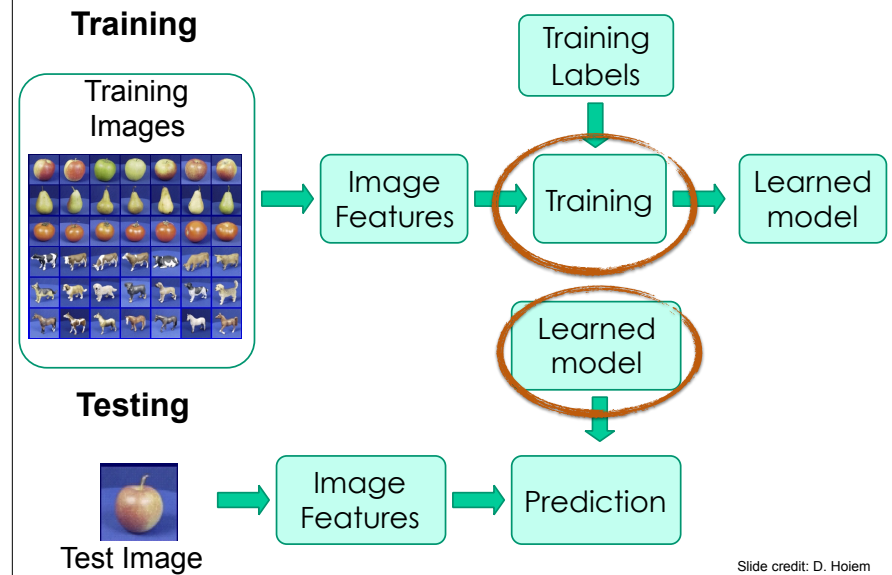 Training
Training
Images
Training
Labels
Image
Features
Training
Learned
model
Learned
model
Testing
Test Image
Image
Features
Prediction
Slide credit: D. Hoiem